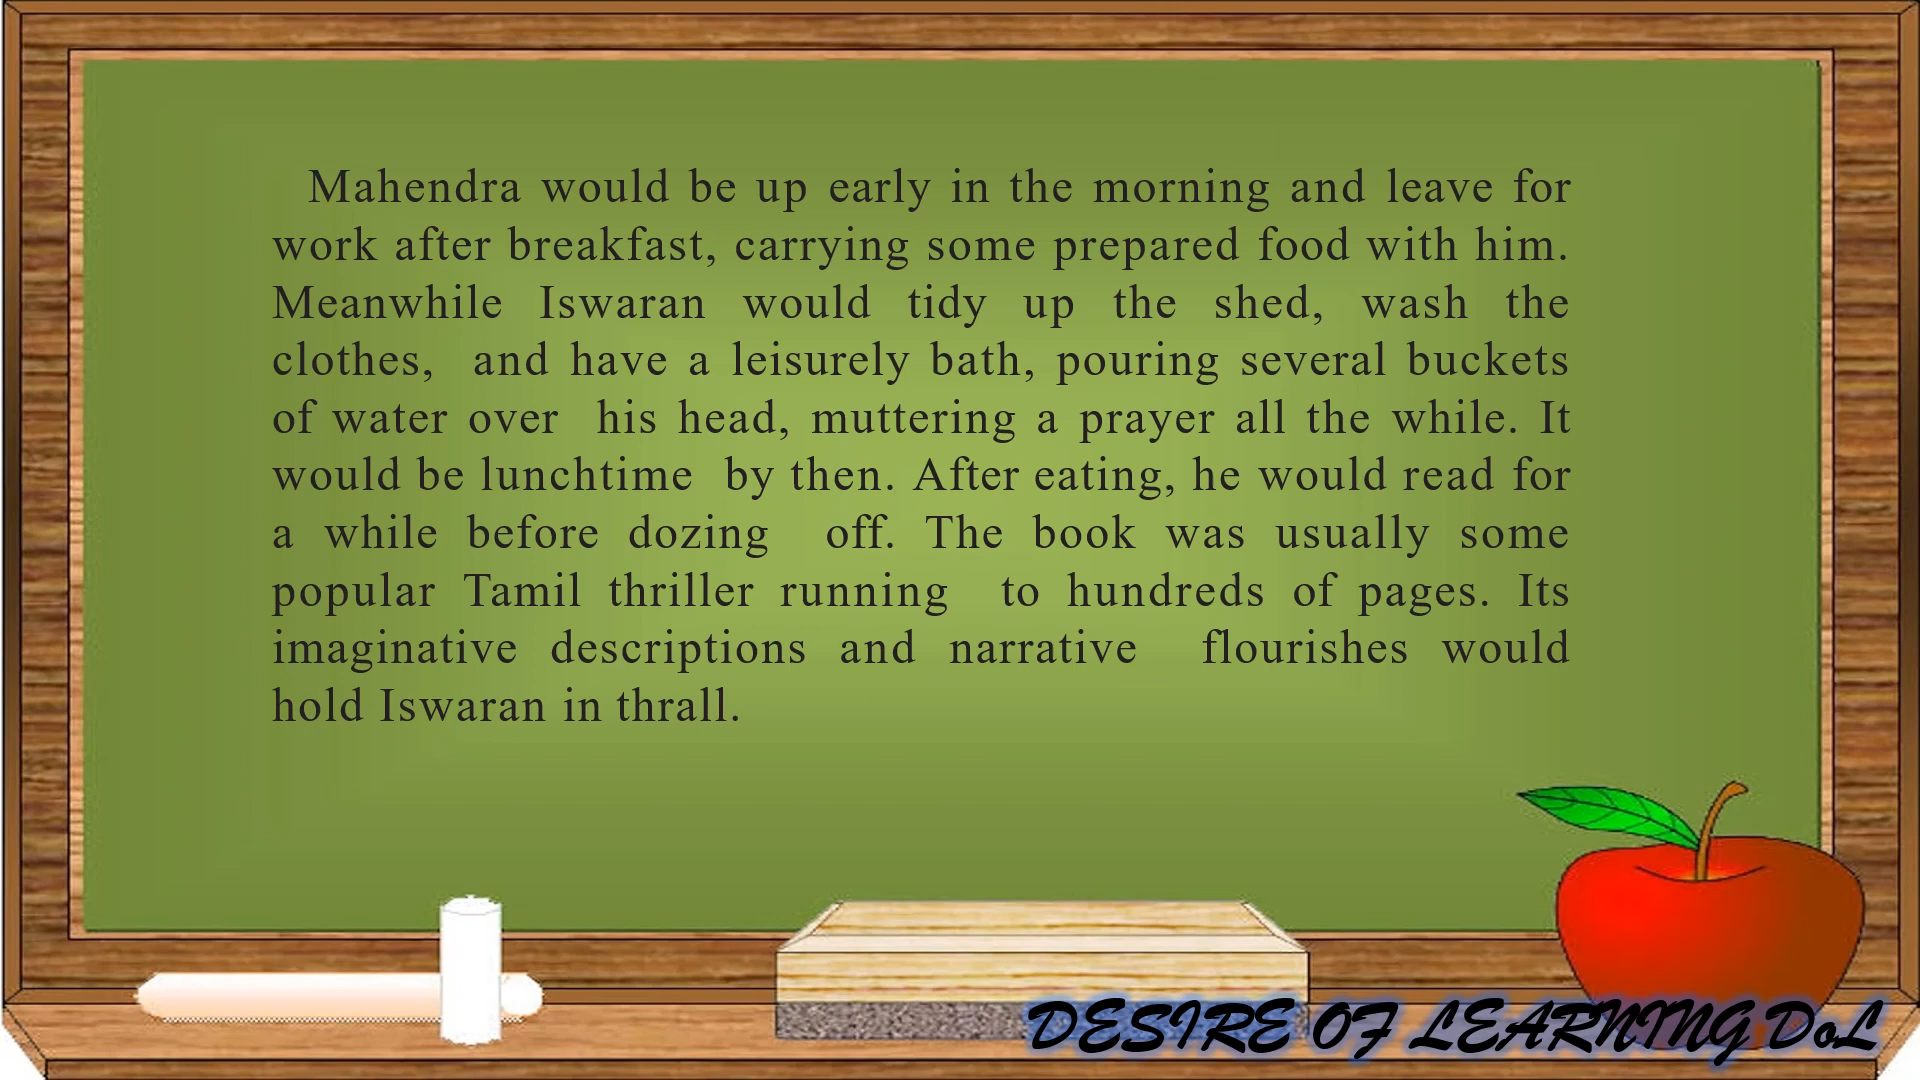 Mahendra would be up early in the morning and leave for
work after breakfast, carrying some prepared food with him.
Meanwhile Iswaran would tidy up the shed, wash the
clothes, and have a leisurely bath, pouring several buckets
of water over his head, muttering a prayer all the while. It
would be lunchtime by then. After eating, he would read for
a while before dozing off. The book was usually some
popular Tamil thriller running to hundreds of pages. Its
imaginative descriptions and narrative flourishes would
hold Iswaran in thrall.
DESIRE OF LEARNING DoL